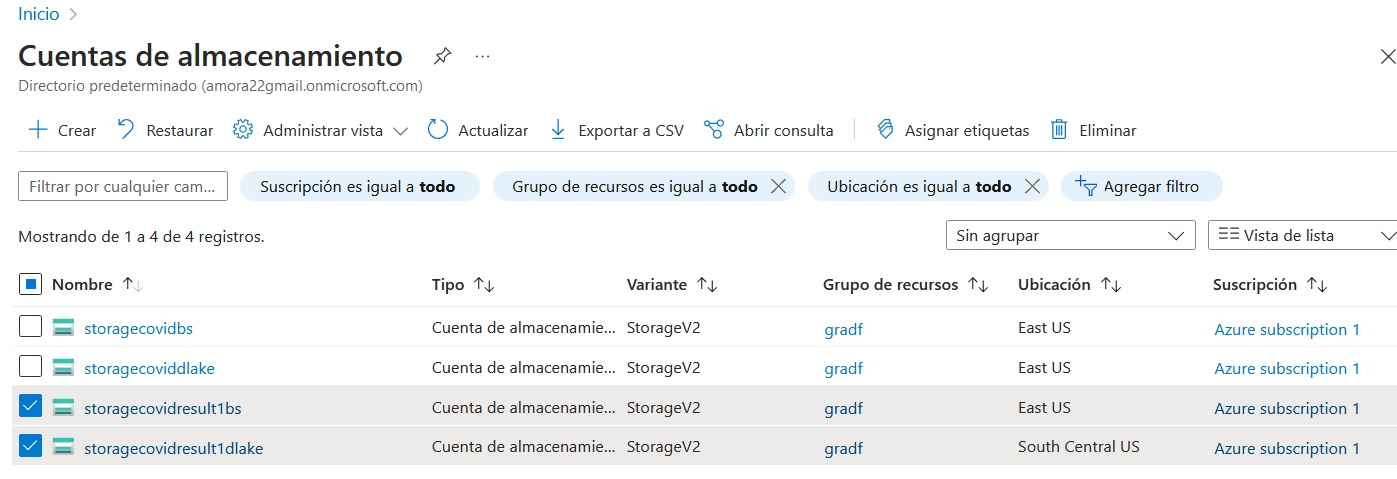 Inicio
Cuentas de almacenamiento
Directorio predeterminado (amora22gmail.onmicrosoft.com)
Crear Restaurar Administrar vista Actualizar Exportar a CSV Abrir consulta Asignar etiquetas Eliminar
Filtrar por cualquier cam... Suscripción es igual a todo Grupo de recursos es igual a todo Ubicación es igual a todo Agregar filtro
Mostrando de 1 a 4 de 4 registros. Sin agrupar Vista de lista
Nombre Tipo Variante Grupo de recursos Ubicación Suscripción
storagecovidbs Cuenta de almacenamie... StorageV2 gradf East US Azure subscription 1
storagecoviddlake Cuenta de almacenamie... StorageV2 gradf East US Azure subscription 1
storagecovidresult1bs Cuenta de almacenamie... StorageV2 gradf East US Azure subscription 1
storagecovidresult1dlake Cuenta de almacenamie... StorageV2 gradf South Central US Azure subscription 1